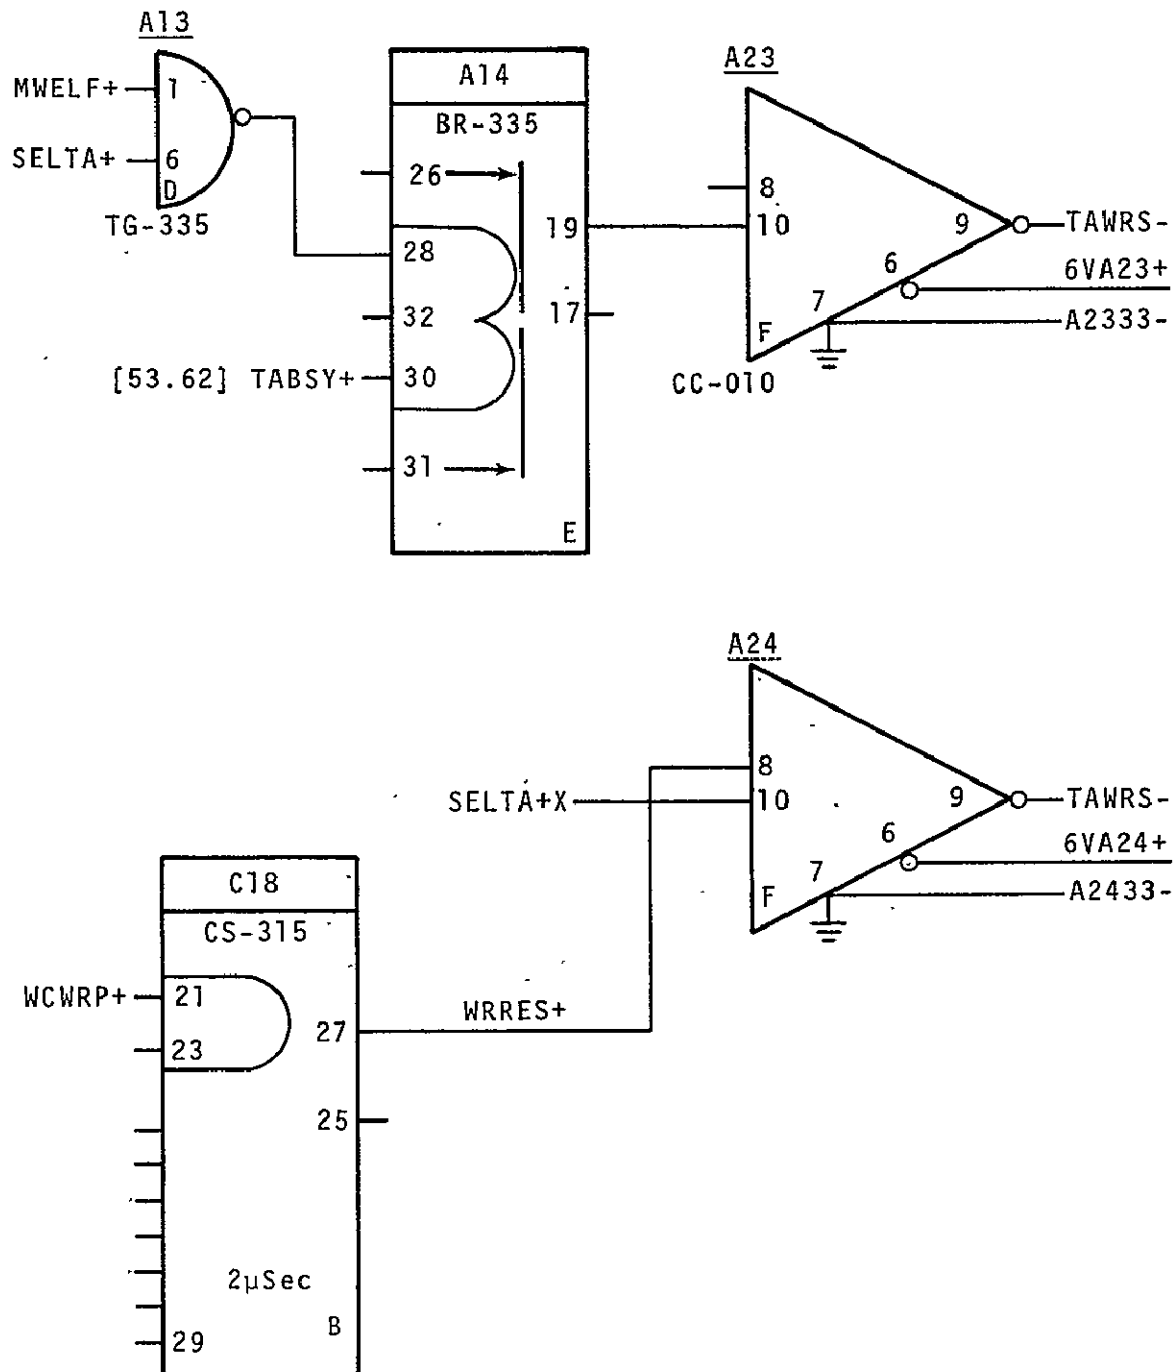 A13
MWELF+ 1
SELTA+ 6
D
TG-335
A14
BR-335
26
28
32
[53.62] TABSY+ 30
31
19
17
E
A23
8
10
9 TAWRS-
6 6VA23+
7 A2333-
F
CC-010
A24
8
SELTA+X 10
9 TAWRS-
6 6VA24+
7 A2433-
F
C18
CS-315
WCWRP+ 21
23
27 WRRES+
25
2µSec
B
29